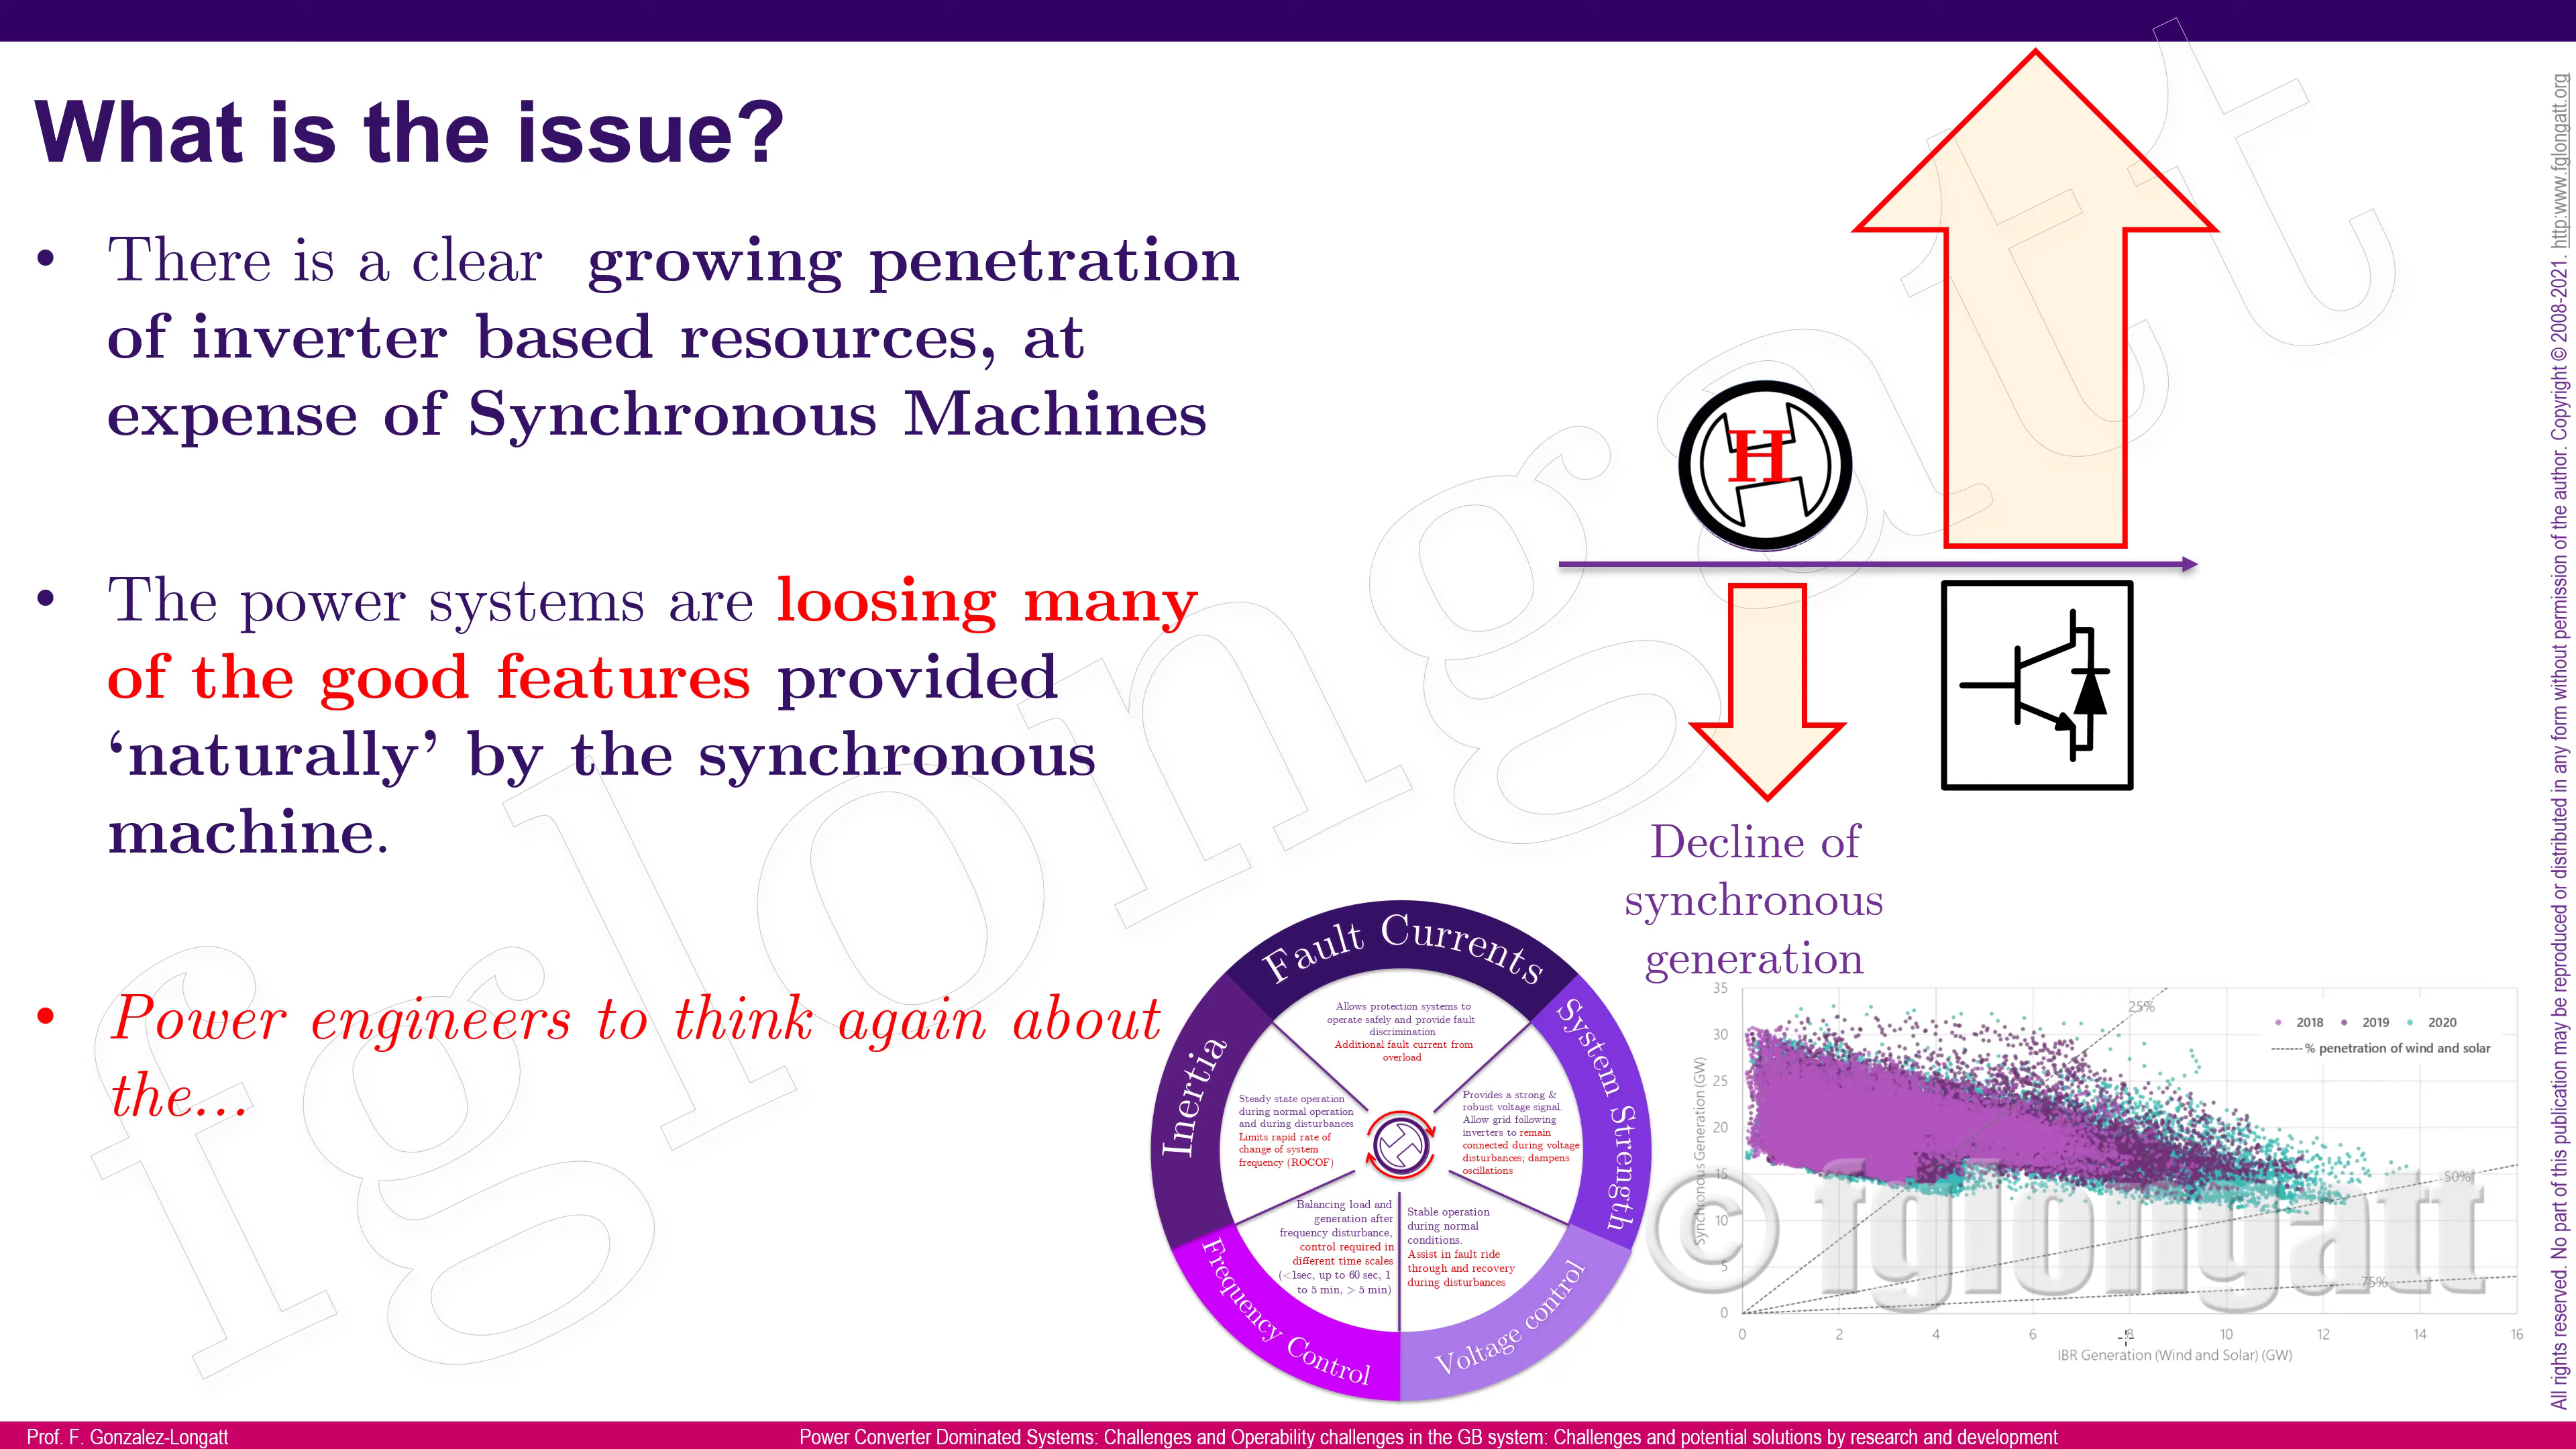 What is the issue?
• There is a clear growing penetration
of inverter based resources, at
expense of Synchronous Machines
• The power systems are loosing many
of the good features provided
‘naturally’ by the synchronous
machine.
• Power engineers to think again about
the...
H
Decline of
synchronous
generation
Fault Currents
Allows protection systems to
operate safely and provide fault
discrimination
Additional fault current from
overload
System Strength
Provides a strong &
robust voltage signal.
Allow grid following
inverters to remain
connected during voltage
disturbances; dampens
oscillations
Voltage control
Stable operation
during normal
conditions.
Assist in fault ride
through and recovery
during disturbances
Frequency Control
Balancing load and
generation after
frequency disturbance,
control required in
different time scales
(<1sec, up to 60 sec, 1
to 5 min, > 5 min)
Inertia
Steady state operation
during normal operation
and during disturbances
Limits rapid rate of
change of system
frequency (ROCOF)
Synchronous Generation (GW)
35
30
25
20
15
10
5
0
0 2 4 6 8 10 12 14 16
IBR Generation (Wind and Solar) (GW)
2018 2019 2020
% penetration of wind and solar
25%
50%
75%
© fglongatt
fglongatt
All rights reserved. No part of this publication may be reproduced or distributed in any form without permission of the author. Copyright © 2008-2021. http:www.fglongatt.org
Prof. F. Gonzalez-Longatt
Power Converter Dominated Systems: Challenges and Operability challenges in the GB system: Challenges and potential solutions by research and development